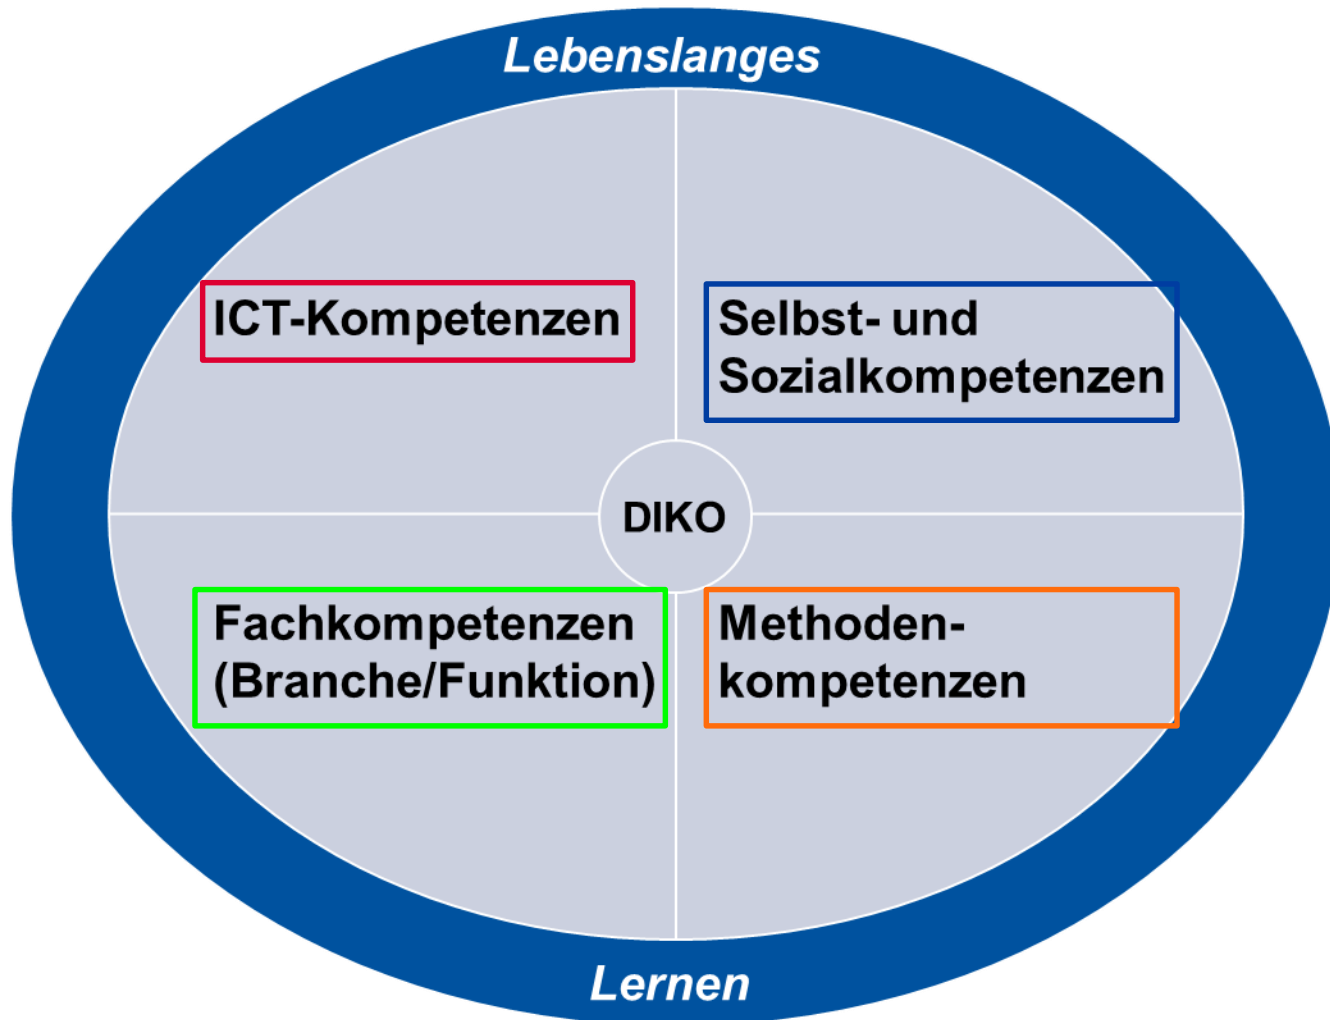 Lebenslanges
ICT-Kompetenzen
Selbst- und
Sozialkompetenzen
DIKO
Fachkompetenzen
(Branche/Funktion)
Methoden-
kompetenzen
Lernen